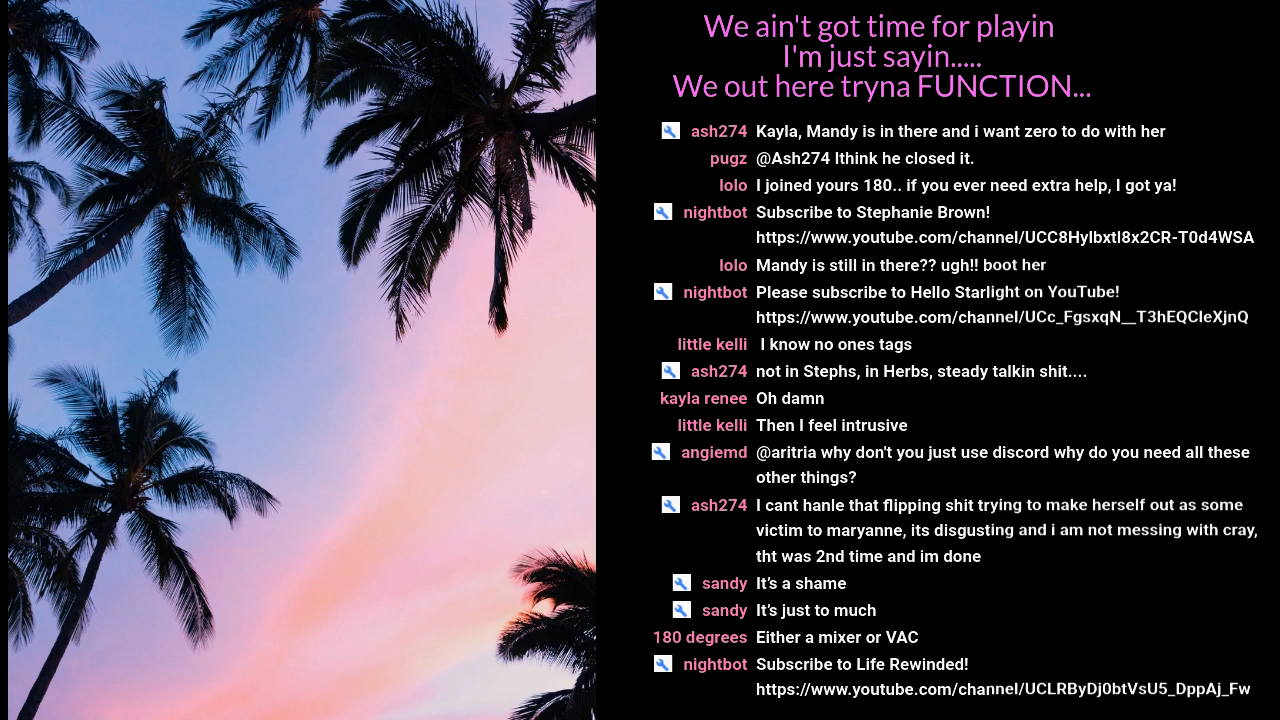 We ain't got time for playin
I'm just sayin.....
We out here tryna FUNCTION...
ash274 Kayla, Mandy is in there and i want zero to do with her
pugz @Ash274 Ithink he closed it.
lolo I joined yours 180.. if you ever need extra help, I got ya!
nightbot Subscribe to Stephanie Brown!
https://www.youtube.com/channel/UCC8HyIbxtI8x2CR-T0d4WSA
lolo Mandy is still in there?? ugh!! boot her
nightbot Please subscribe to Hello Starlight on YouTube!
https://www.youtube.com/channel/UCc_FgsxqN__T3hEQCIeXjnQ
little kelli I know no ones tags
ash274 not in Stephs, in Herbs, steady talkin shit....
kayla renee Oh damn
little kelli Then I feel intrusive
angiemd @aritria why don't you just use discord why do you need all these
other things?
ash274 I cant hanle that flipping shit trying to make herself out as some
victim to maryanne, its disgusting and i am not messing with cray,
tht was 2nd time and im done
sandy It’s a shame
sandy It’s just to much
180 degrees Either a mixer or VAC
nightbot Subscribe to Life Rewinded!
https://www.youtube.com/channel/UCLRByDj0btVsU5_DppAj_Fw